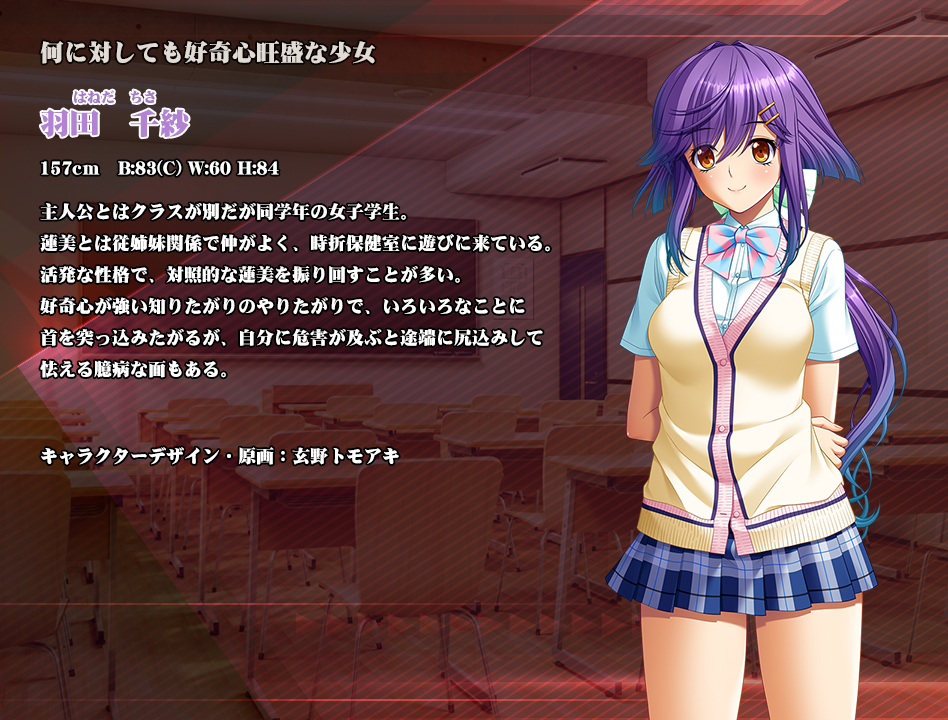 何に対しても好奇心旺盛な少女
はねだ ちさ
羽田 千紗
157cm B:83(C) W:60 H:84
主人公とはクラスが別だが同学年の女子学生。
蓮美とは従姉妹関係で仲がよく、時折保健室に遊びに来ている。
活発な性格で、対照的な蓮美を振り回すことが多い。
好奇心が強い知りたがりのやりたがりで、いろいろなことに
首を突っ込みたがるが、自分に危害が及ぶと途端に尻込みして
怯える臆病な面もある。
キャラクターデザイン・原画：玄野トモアキ